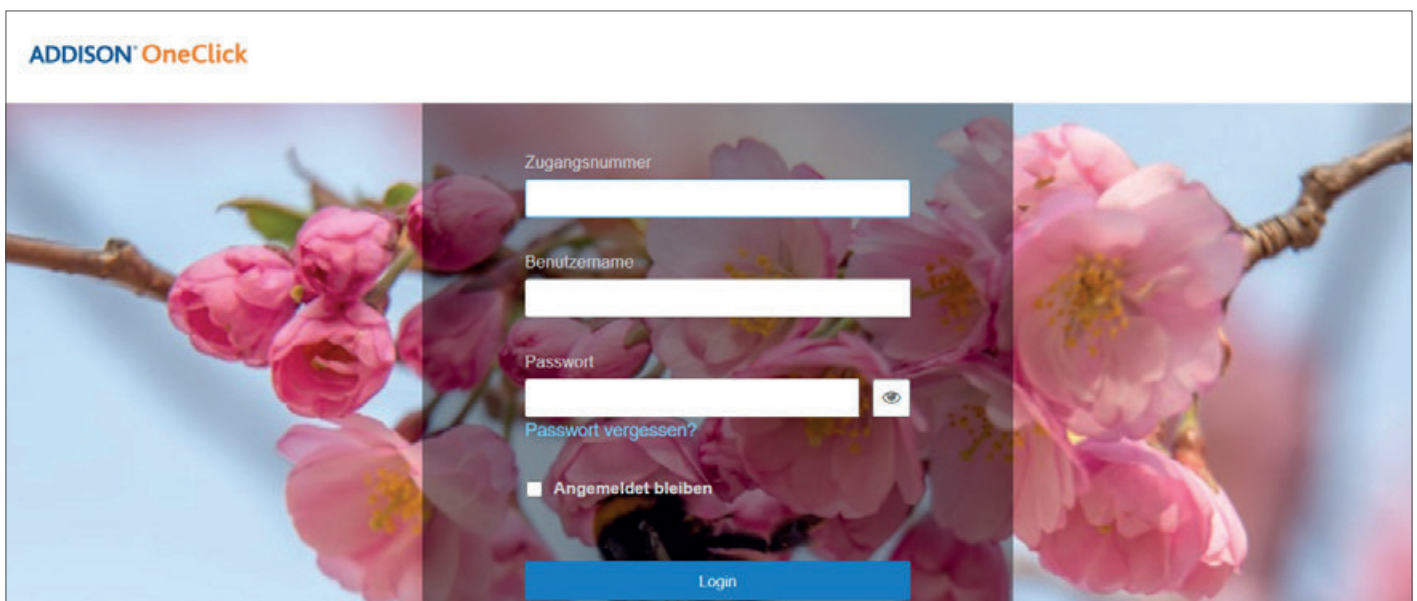 ADDISON® OneClick
Zugangsnummer
Benutzername
Passwort
Passwort vergessen?
Angemeldet bleiben
Login